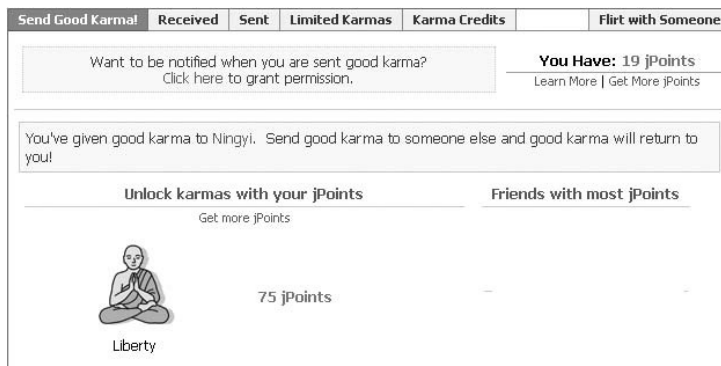 Send Good Karma! Received Sent Limited Karmas Karma Credits Flirt with Someone
Want to be notified when you are sent good karma?
Click here to grant permission.
You Have: 19 jPoints
Learn More | Get More jPoints
You've given good karma to Ningyi. Send good karma to someone else and good karma will return to
you!
Unlock karmas with your jPoints
Get more jPoints
Friends with most jPoints
75 jPoints
Liberty